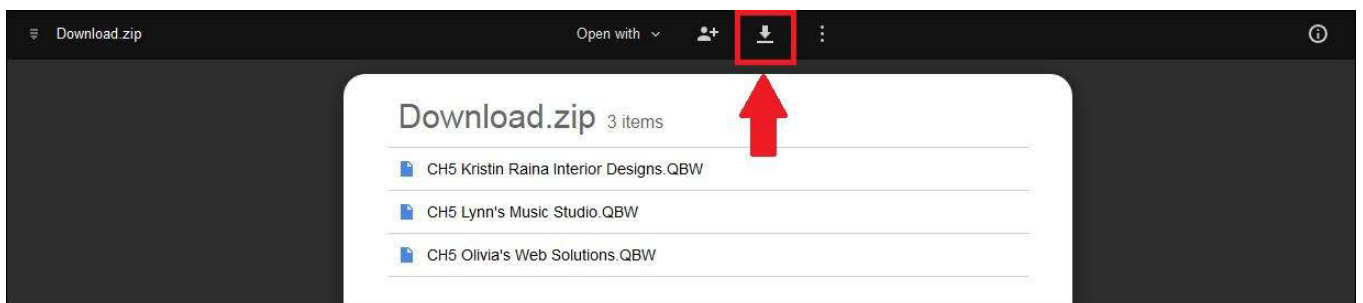 Download.zip Open with
Download.zip 3 items
CH5 Kristin Raina Interior Designs.QBW
CH5 Lynn's Music Studio.QBW
CH5 Olivia's Web Solutions.QBW